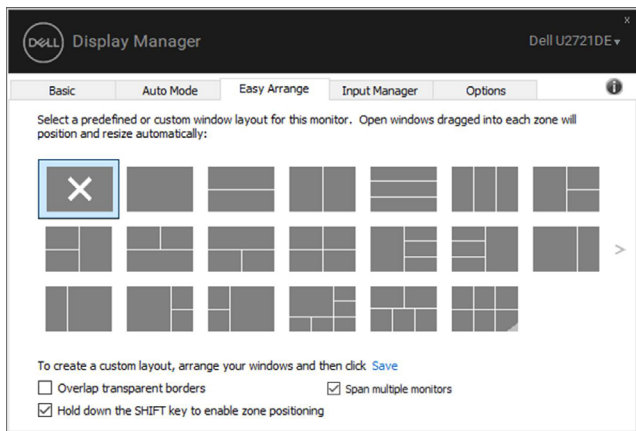 x
DELL Display Manager
Dell U2721DE
Basic Auto Mode Easy Arrange Input Manager Options
Select a predefined or custom window layout for this monitor. Open windows dragged into each zone will
position and resize automatically:
To create a custom layout, arrange your windows and then click Save
Overlap transparent borders
Span multiple monitors
Hold down the SHIFT key to enable zone positioning